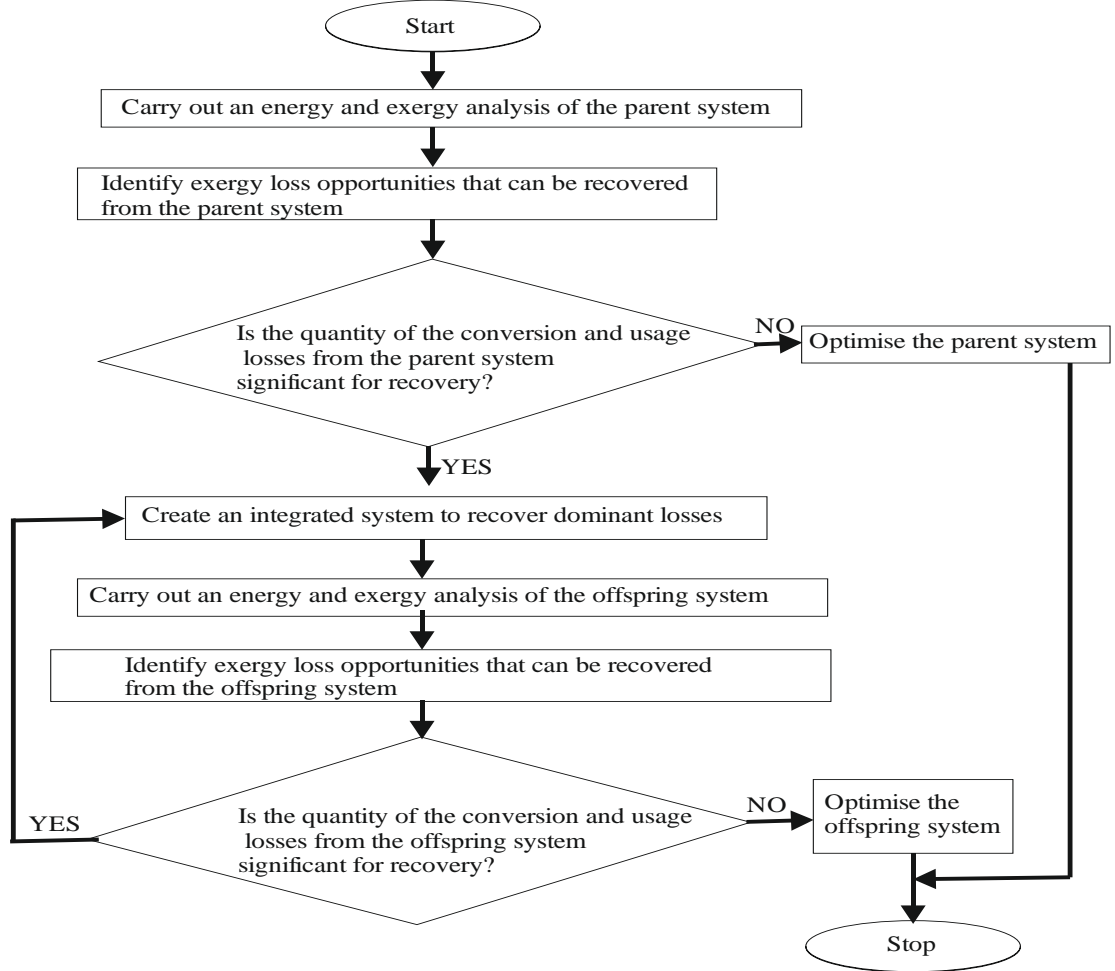 Start
Carry out an energy and exergy analysis of the parent system
Identify exergy loss opportunities that can be recovered
from the parent system
Is the quantity of the conversion and usage
losses from the parent system
significant for recovery?
NO
Optimise the parent system
YES
Create an integrated system to recover dominant losses
Carry out an energy and exergy analysis of the offspring system
Identify exergy loss opportunities that can be recovered
from the offspring system
Is the quantity of the conversion and usage
losses from the offspring system
significant for recovery?
YES
NO
Optimise the
offspring system
Stop